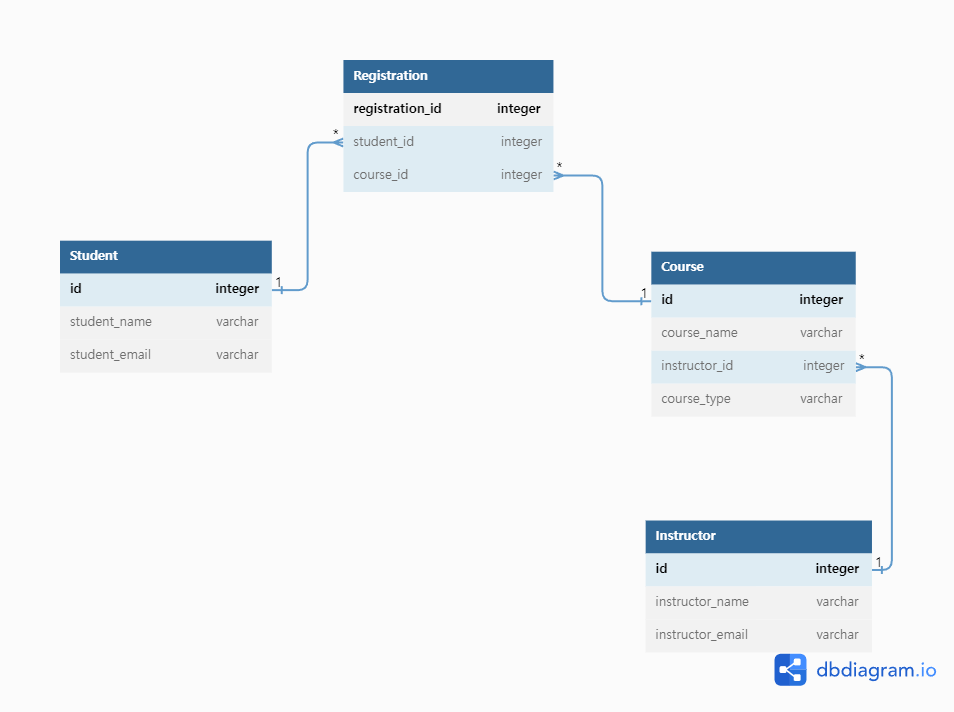 Registration
registration_id integer
* student_id integer
course_id integer *
Student
id integer 1
student_name varchar
student_email varchar
Course
1 id integer
course_name varchar
instructor_id integer *
course_type varchar
Instructor
id integer 1
instructor_name varchar
instructor_email varchar
dbdiagram.io